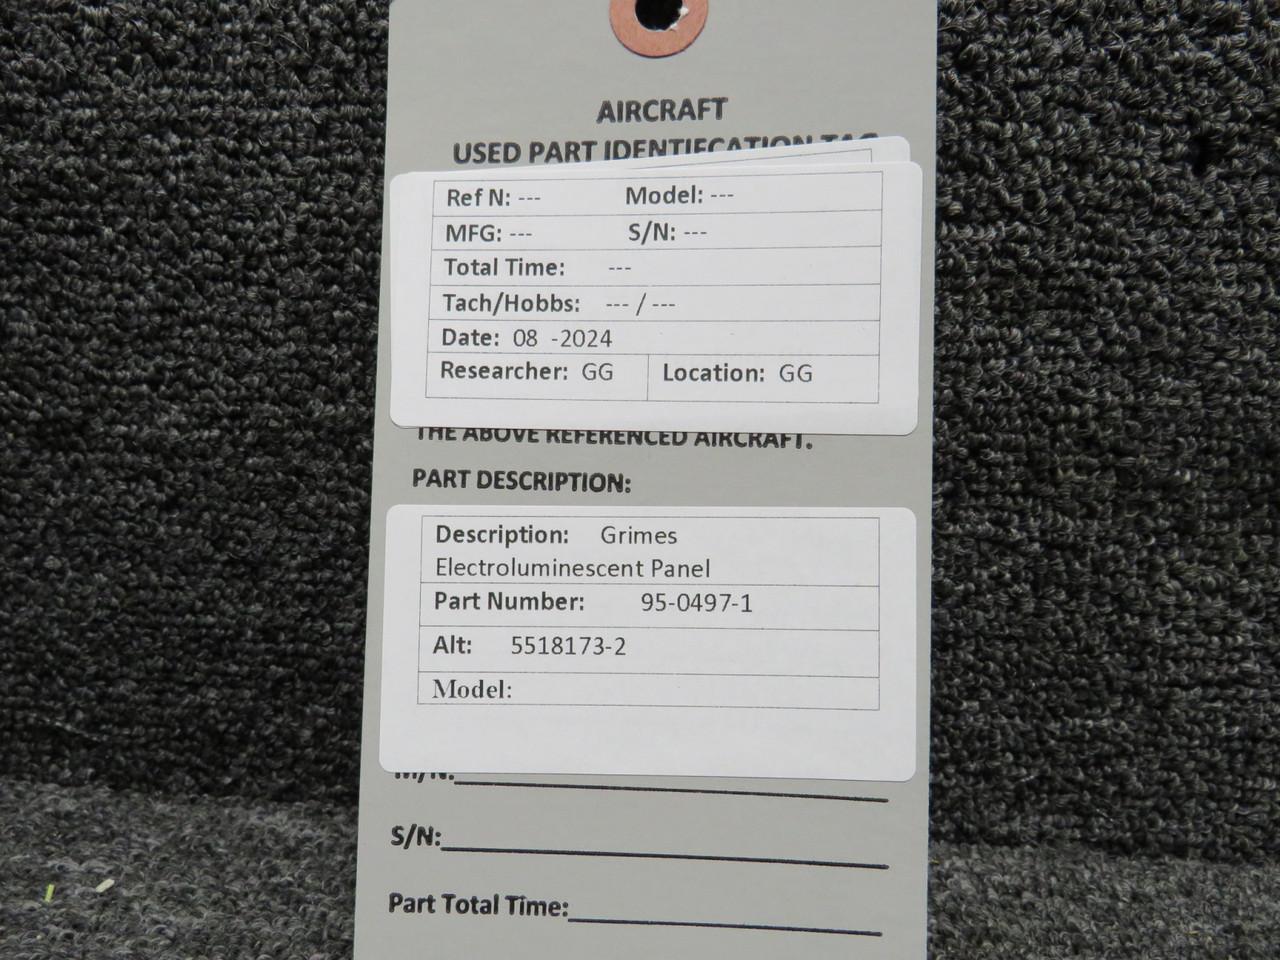 AIRCRAFT
USED PART IDENTIFCATION TAG
Ref N: --- Model: ---
MFG: --- S/N: ---
Total Time: ---
Tach/Hobbs: --- / ---
Date: 08 -2024
Researcher: GG Location: GG
THE ABOVE REFERENCED AIRCRAFT.
PART DESCRIPTION:
Description: Grimes
Electroluminescent Panel
Part Number: 95-0497-1
Alt: 5518173-2
Model:
M/N:
S/N:
Part Total Time: